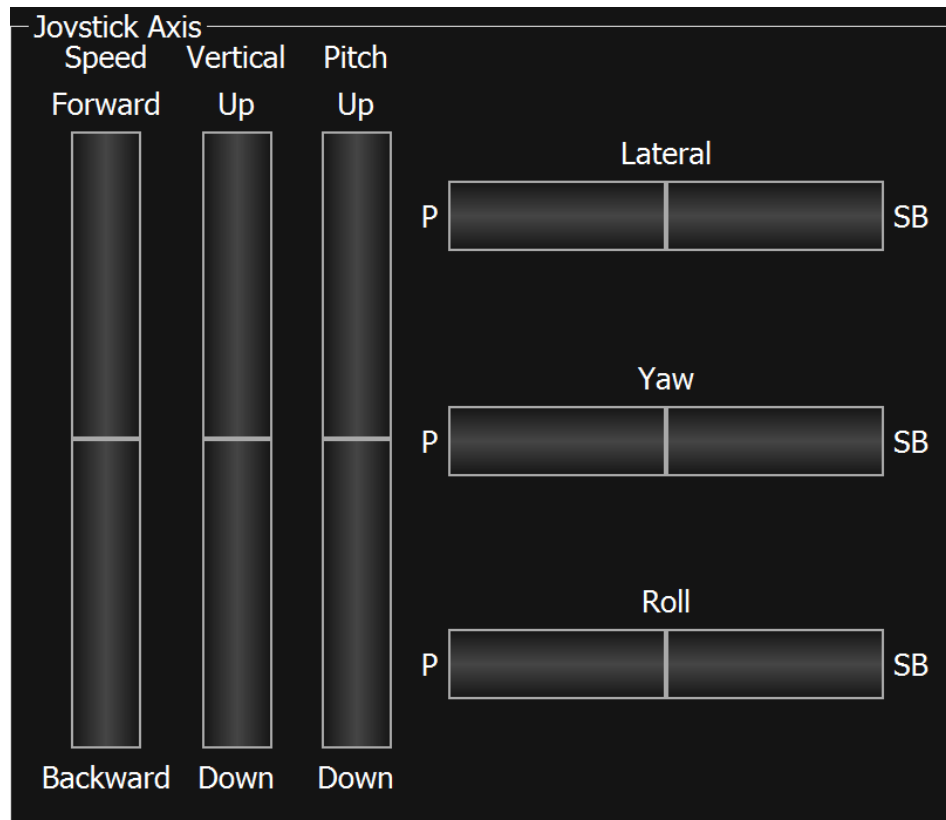 Joystick Axis
Speed Vertical Pitch
Forward Up Up
Lateral
P SB
Yaw
P SB
Roll
P SB
Backward Down Down